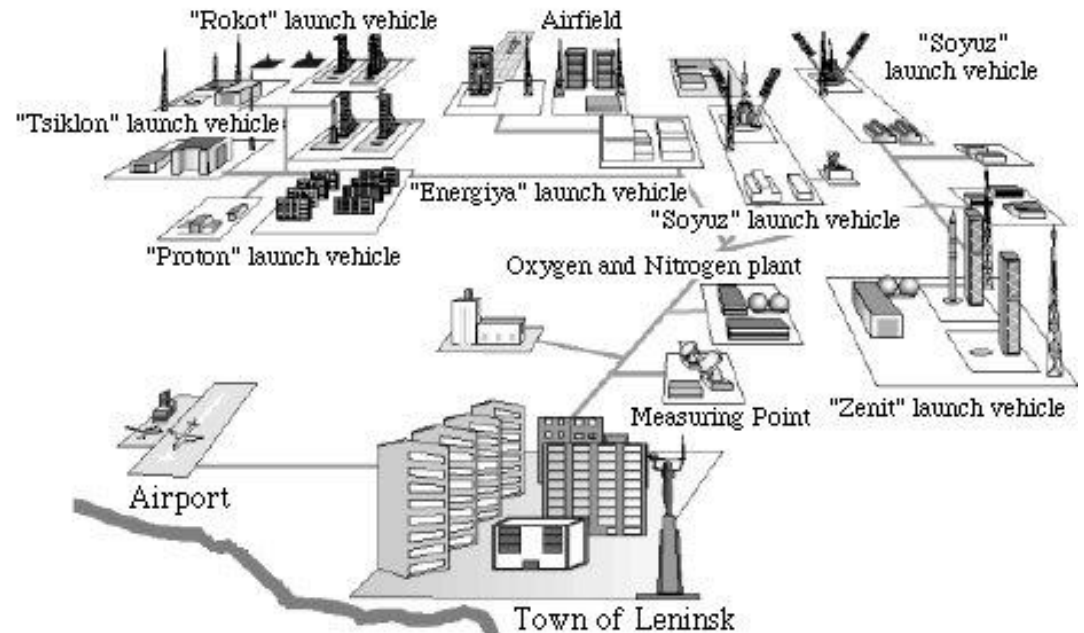 "Rokot" launch vehicle
Airfield
"Soyuz"
launch vehicle
"Tsiklon" launch vehicle
"Energiya" launch vehicle
"Soyuz" launch vehicle
"Proton" launch vehicle
Oxygen and Nitrogen plant
"Zenit" launch vehicle
Measuring Point
Airport
Town of Leninsk